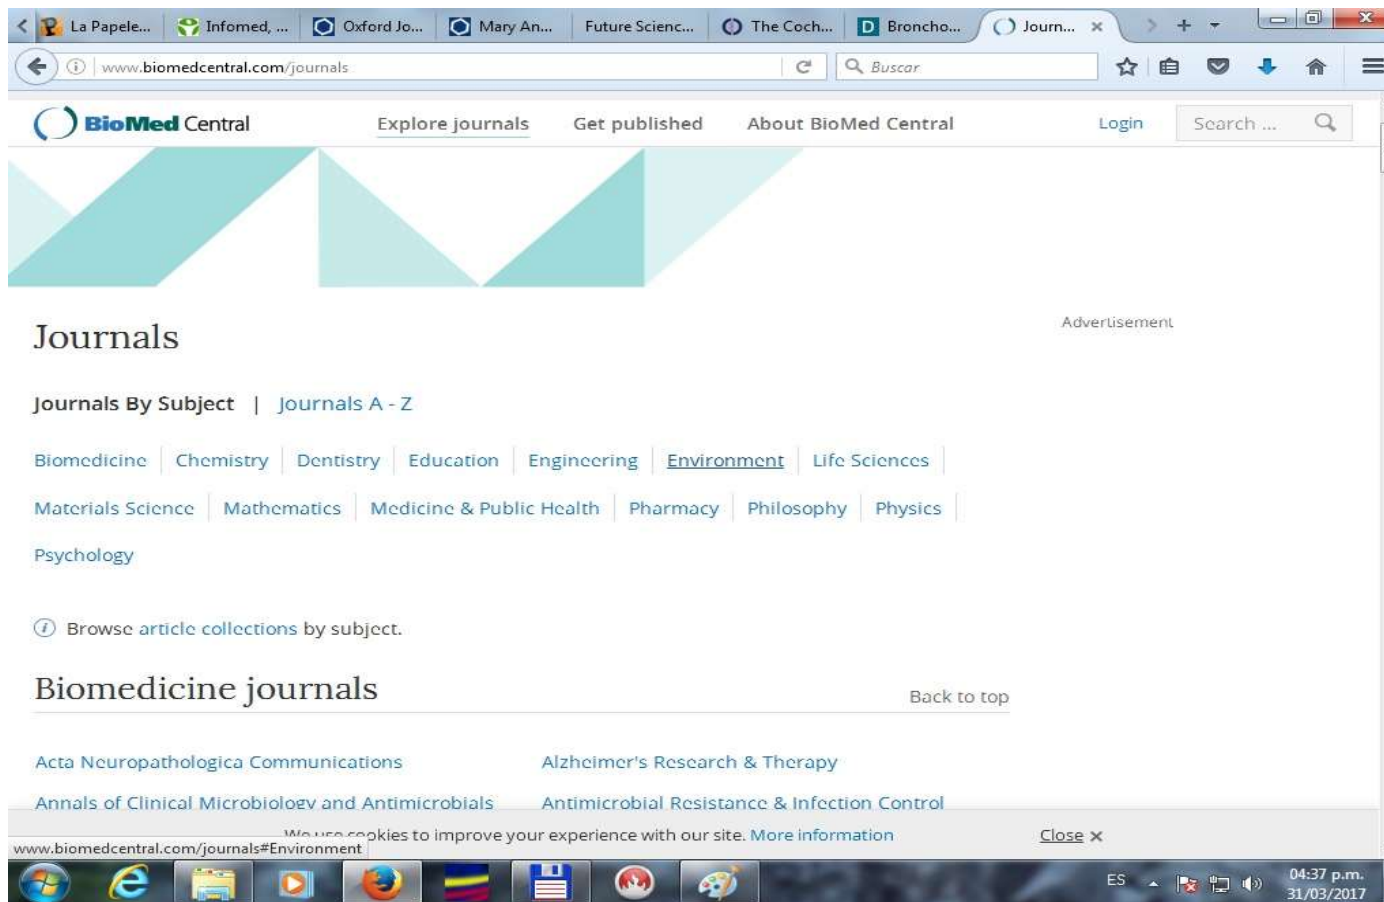 La Papele... Infomed, ... Oxford Jo... Mary An... Future Scienc... The Coch... Broncho... Journ...
www.biomedcentral.com/journals Buscar
BioMed Central Explore journals Get published About BioMed Central Login Search ...
Journals
Advertisement
Journals By Subject | Journals A - Z
Biomedicine Chemistry Dentistry Education Engineering Environment Life Sciences
Materials Science Mathematics Medicine & Public Health Pharmacy Philosophy Physics
Psychology
Browse article collections by subject.
Biomedicine journals Back to top
Acta Neuropathologica Communications Alzheimer's Research & Therapy
Annals of Clinical Microbiology and Antimicrobials Antimicrobial Resistance & Infection Control
We use cookies to improve your experience with our site. More information Close ×
www.biomedcentral.com/journals#Environment
ES 04:37 p.m.
31/03/2017